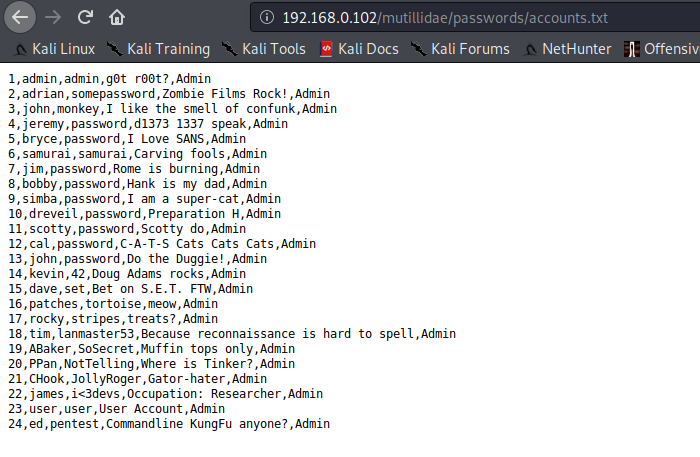 192.168.0.102/mutillidae/passwords/accounts.txt
Kali Linux Kali Training Kali Tools Kali Docs Kali Forums NetHunter Offensiv
1,admin,admin,g0t r00t?,Admin
2,adrian,somepassword,Zombie Films Rock!,Admin
3,john,monkey,I like the smell of confunk,Admin
4,jeremy,password,d1373 1337 speak,Admin
5,bryce,password,I Love SANS,Admin
6,samurai,samurai,Carving fools,Admin
7,jim,password,Rome is burning,Admin
8,bobby,password,Hank is my dad,Admin
9,simba,password,I am a super-cat,Admin
10,dreveil,password,Preparation H,Admin
11,scotty,password,Scotty do,Admin
12,cal,password,C-A-T-S Cats Cats Cats,Admin
13,john,password,Do the Duggie!,Admin
14,kevin,42,Doug Adams rocks,Admin
15,dave,set,Bet on S.E.T. FTW,Admin
16,patches,tortoise,meow,Admin
17,rocky,stripes,treats?,Admin
18,tim,lanmaster53,Because reconnaissance is hard to spell,Admin
19,ABaker,SoSecret,Muffin tops only,Admin
20,PPan,NotTelling,Where is Tinker?,Admin
21,CHook,JollyRoger,Gator-hater,Admin
22,james,i<3devs,Occupation: Researcher,Admin
23,user,user,User Account,Admin
24,ed,pentest,Commandline KungFu anyone?,Admin